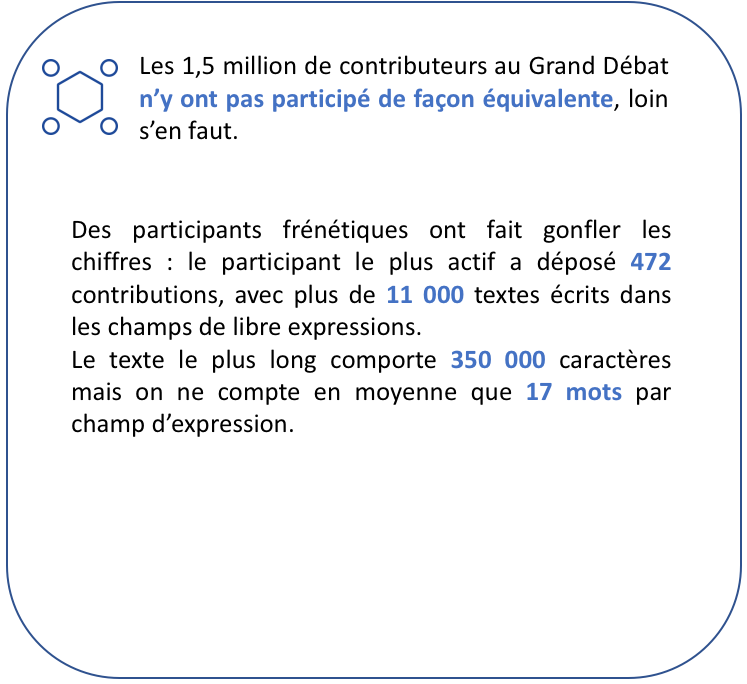 Les 1,5 million de contributeurs au Grand Débat
n’y ont pas participé de façon équivalente, loin
s’en faut.
Des participants frénétiques ont fait gonfler les
chiffres : le participant le plus actif a déposé 472
contributions, avec plus de 11 000 textes écrits dans
les champs de libre expressions.
Le texte le plus long comporte 350 000 caractères
mais on ne compte en moyenne que 17 mots par
champ d’expression.